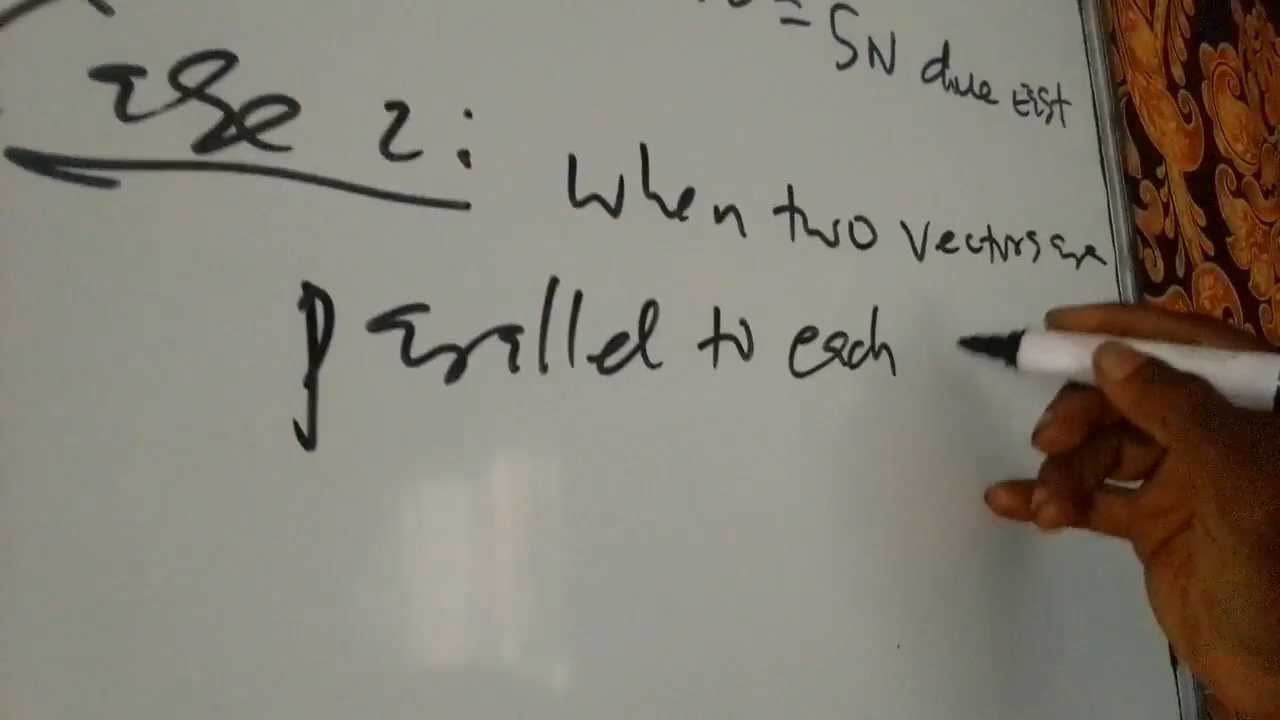 = 5N due East
Case 2: When two vectors are
parallel to each